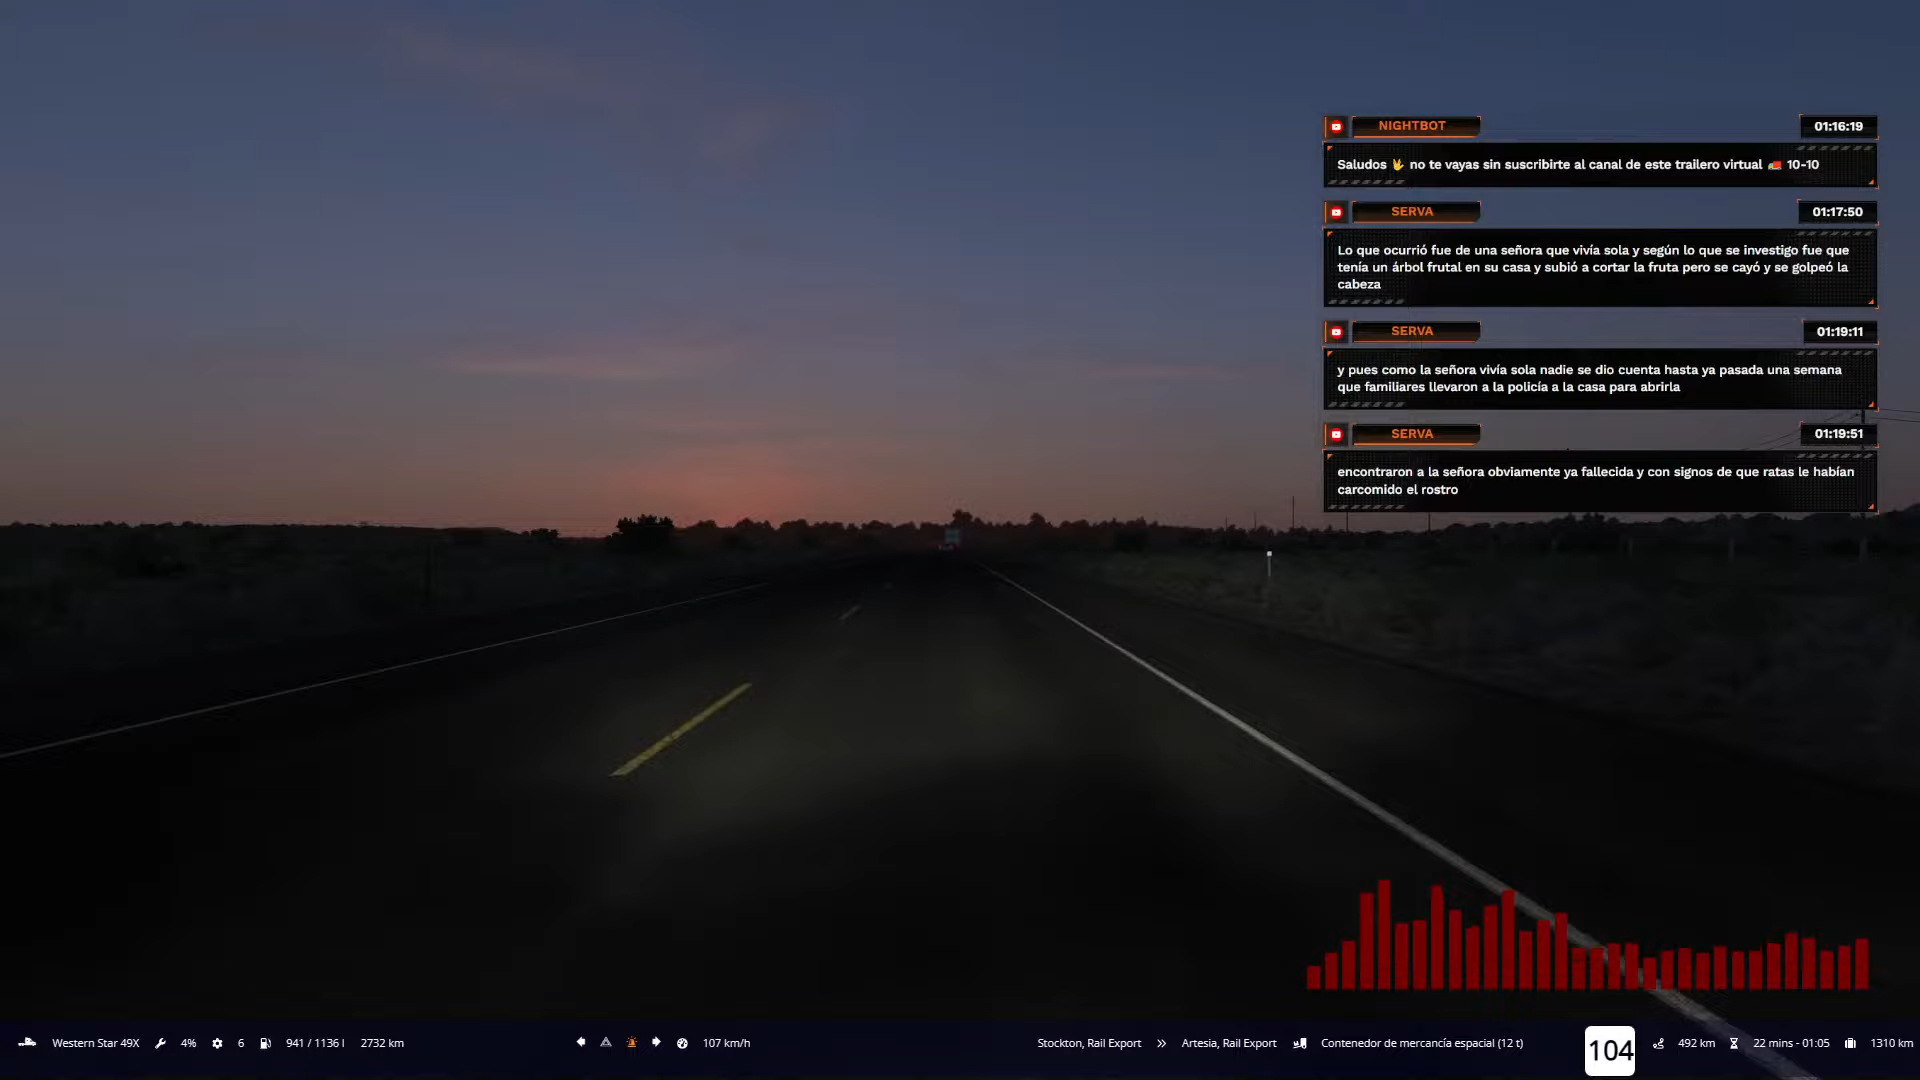 NIGHTBOT
01:16:19
Saludos 🖖 no te vayas sin suscribirte al canal de este trailero virtual 🚛 10-10
SERVA
01:17:50
Lo que ocurrió fue de una señora que vivía sola y según lo que se investigo fue que
tenía un árbol frutal en su casa y subió a cortar la fruta pero se cayó y se golpeó la
cabeza
SERVA
01:19:11
y pues como la señora vivía sola nadie se dio cuenta hasta ya pasada una semana
que familiares llevaron a la policía a la casa para abrirla
SERVA
01:19:51
encontraron a la señora obviamente ya fallecida y con signos de que ratas le habían
carcomido el rostro
Western Star 49X 4% 6 941 / 1136 l 2732 km 107 km/h Stockton, Rail Export Artesia, Rail Export Contenedor de mercancía espacial (12 t) 104 492 km 22 mins - 01:05 1310 km